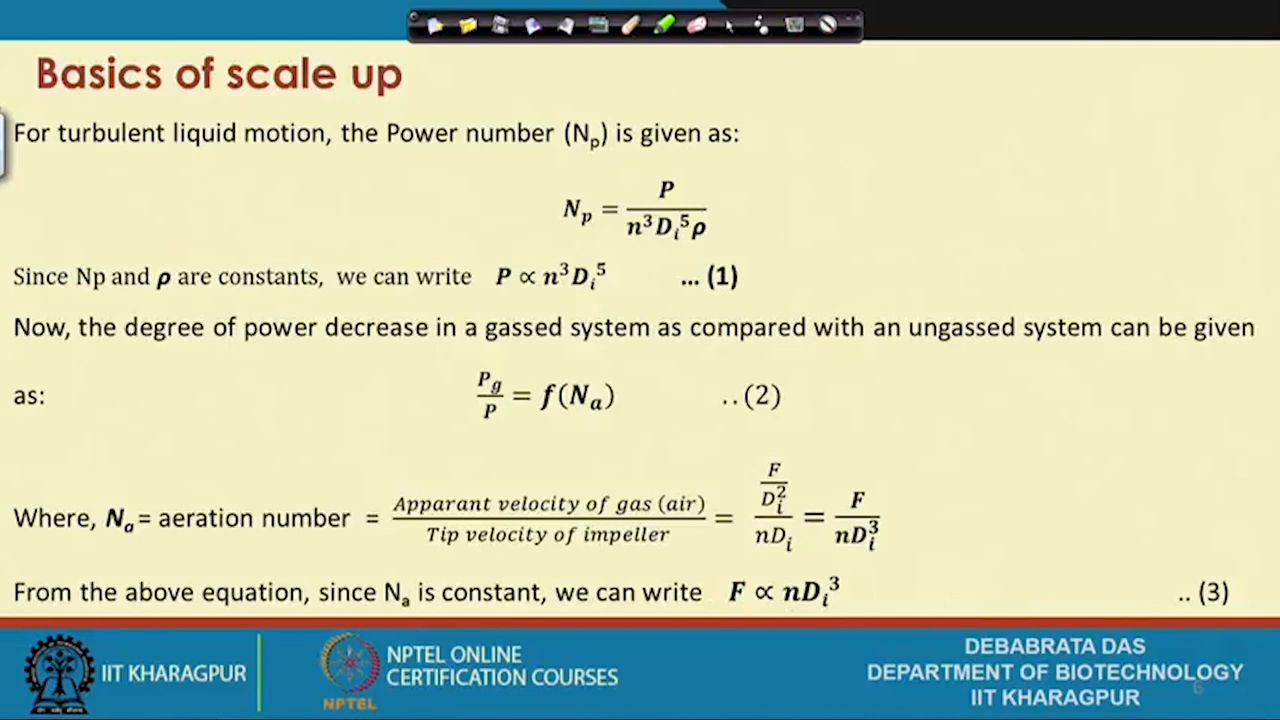 Basics of scale up
For turbulent liquid motion, the Power number (Nₚ) is given as:
Nₚ = P / (n³Dᵢ⁵ρ)
Since Np and ρ are constants, we can write P ∝ n³Dᵢ⁵ ... (1)
Now, the degree of power decrease in a gassed system as compared with an ungassed system can be given
as: P_g / P = f(Nₐ) ..(2)
Where, Nₐ = aeration number = Apparant velocity of gas (air) / Tip velocity of impeller = (F / Dᵢ²) / (nDᵢ) = F / (nDᵢ³)
From the above equation, since Nₐ is constant, we can write F ∝ nDᵢ³ .. (3)
IIT KHARAGPUR
NPTEL
NPTEL ONLINE
CERTIFICATION COURSES
DEBABRATA DAS
DEPARTMENT OF BIOTECHNOLOGY
IIT KHARAGPUR
6